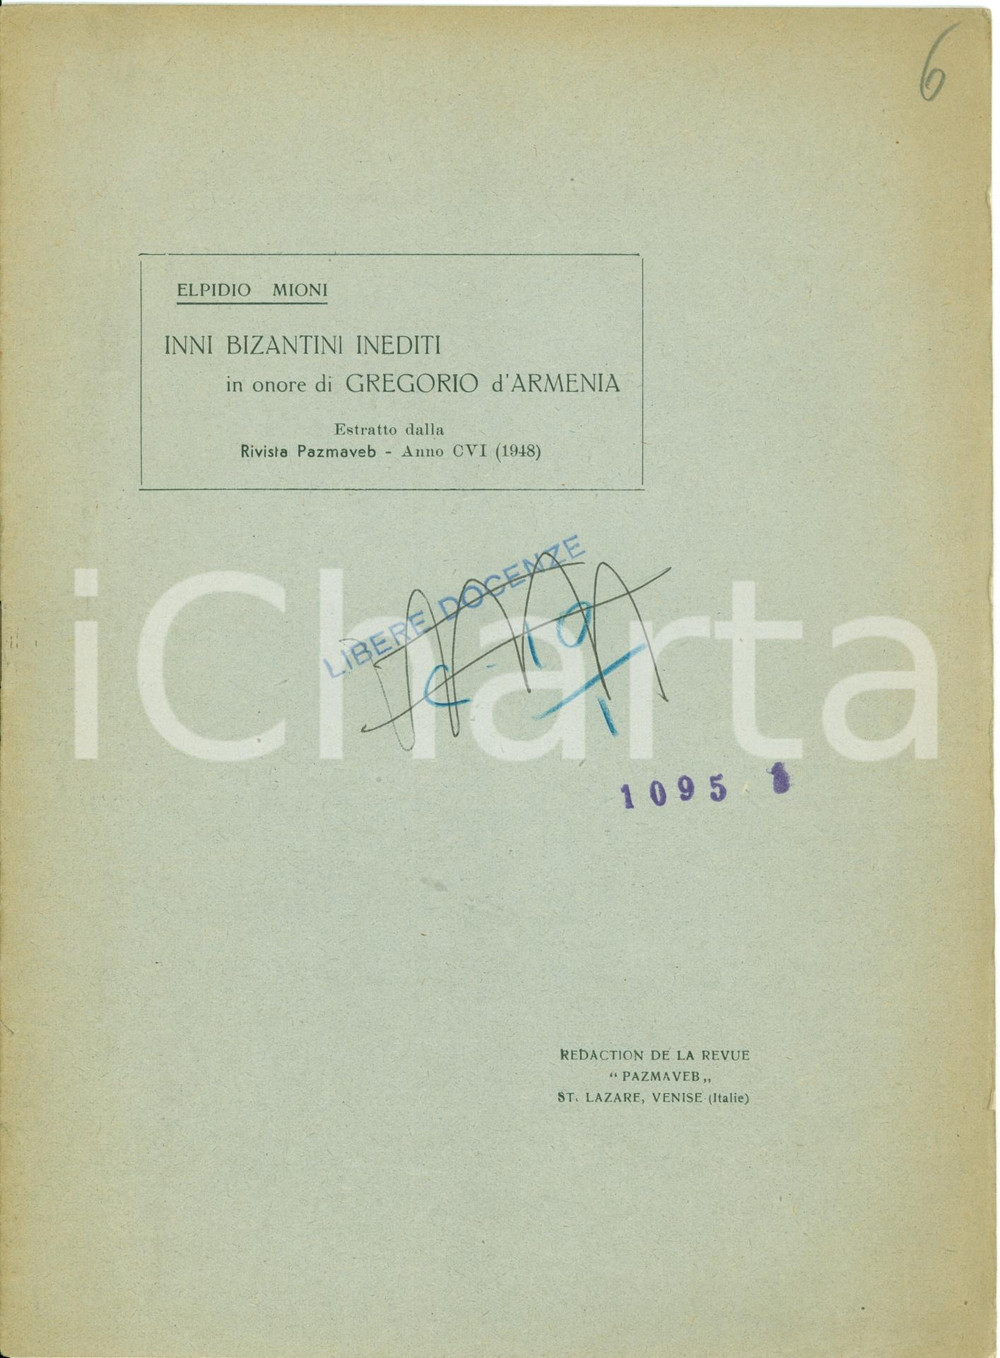 6
ELPIDIO MIONI
INNI BIZANTINI INEDITI
in onore di GREGORIO d'ARMENIA
Estratto dalla
Rivista Pazmaveb - Anno CVI (1948)
LIBERE DOCENZE
iCharta
1095
REDACTION DE LA REVUE
“ PAZMAVEB „
ST. LAZARE, VENISE (Italie)